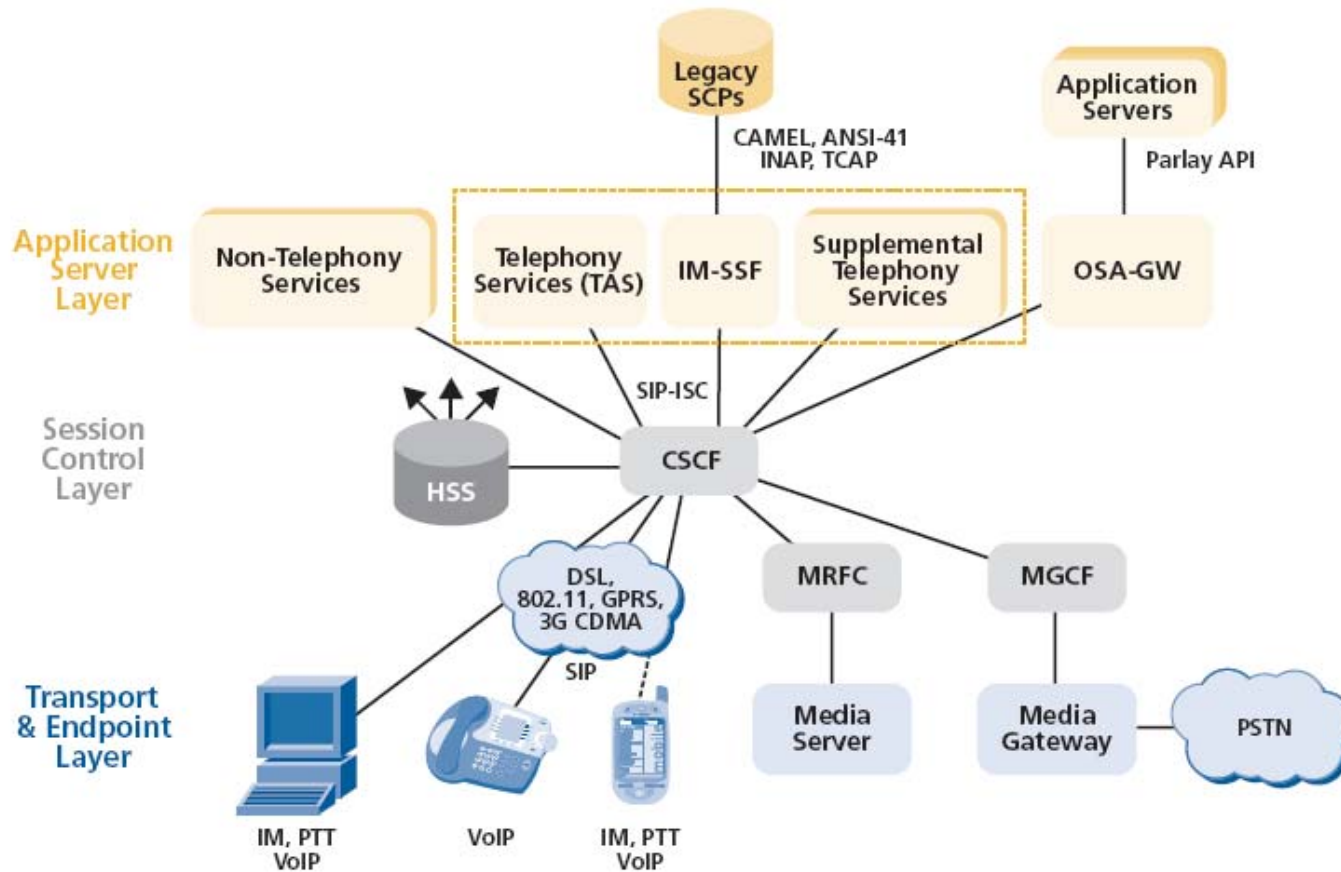 Legacy
SCPs
Application
Servers
CAMEL, ANSI-41
INAP, TCAP
Parlay API
Application
Server
Layer
Non-Telephony
Services
Telephony
Services (TAS)
IM-SSF
Supplemental
Telephony
Services
OSA-GW
SIP-ISC
Session
Control
Layer
HSS
CSCF
DSL,
802.11, GPRS,
3G CDMA
MRFC
MGCF
SIP
Transport
& Endpoint
Layer
Media
Server
Media
Gateway
PSTN
IM, PTT
VoIP
VoIP
IM, PTT
VoIP